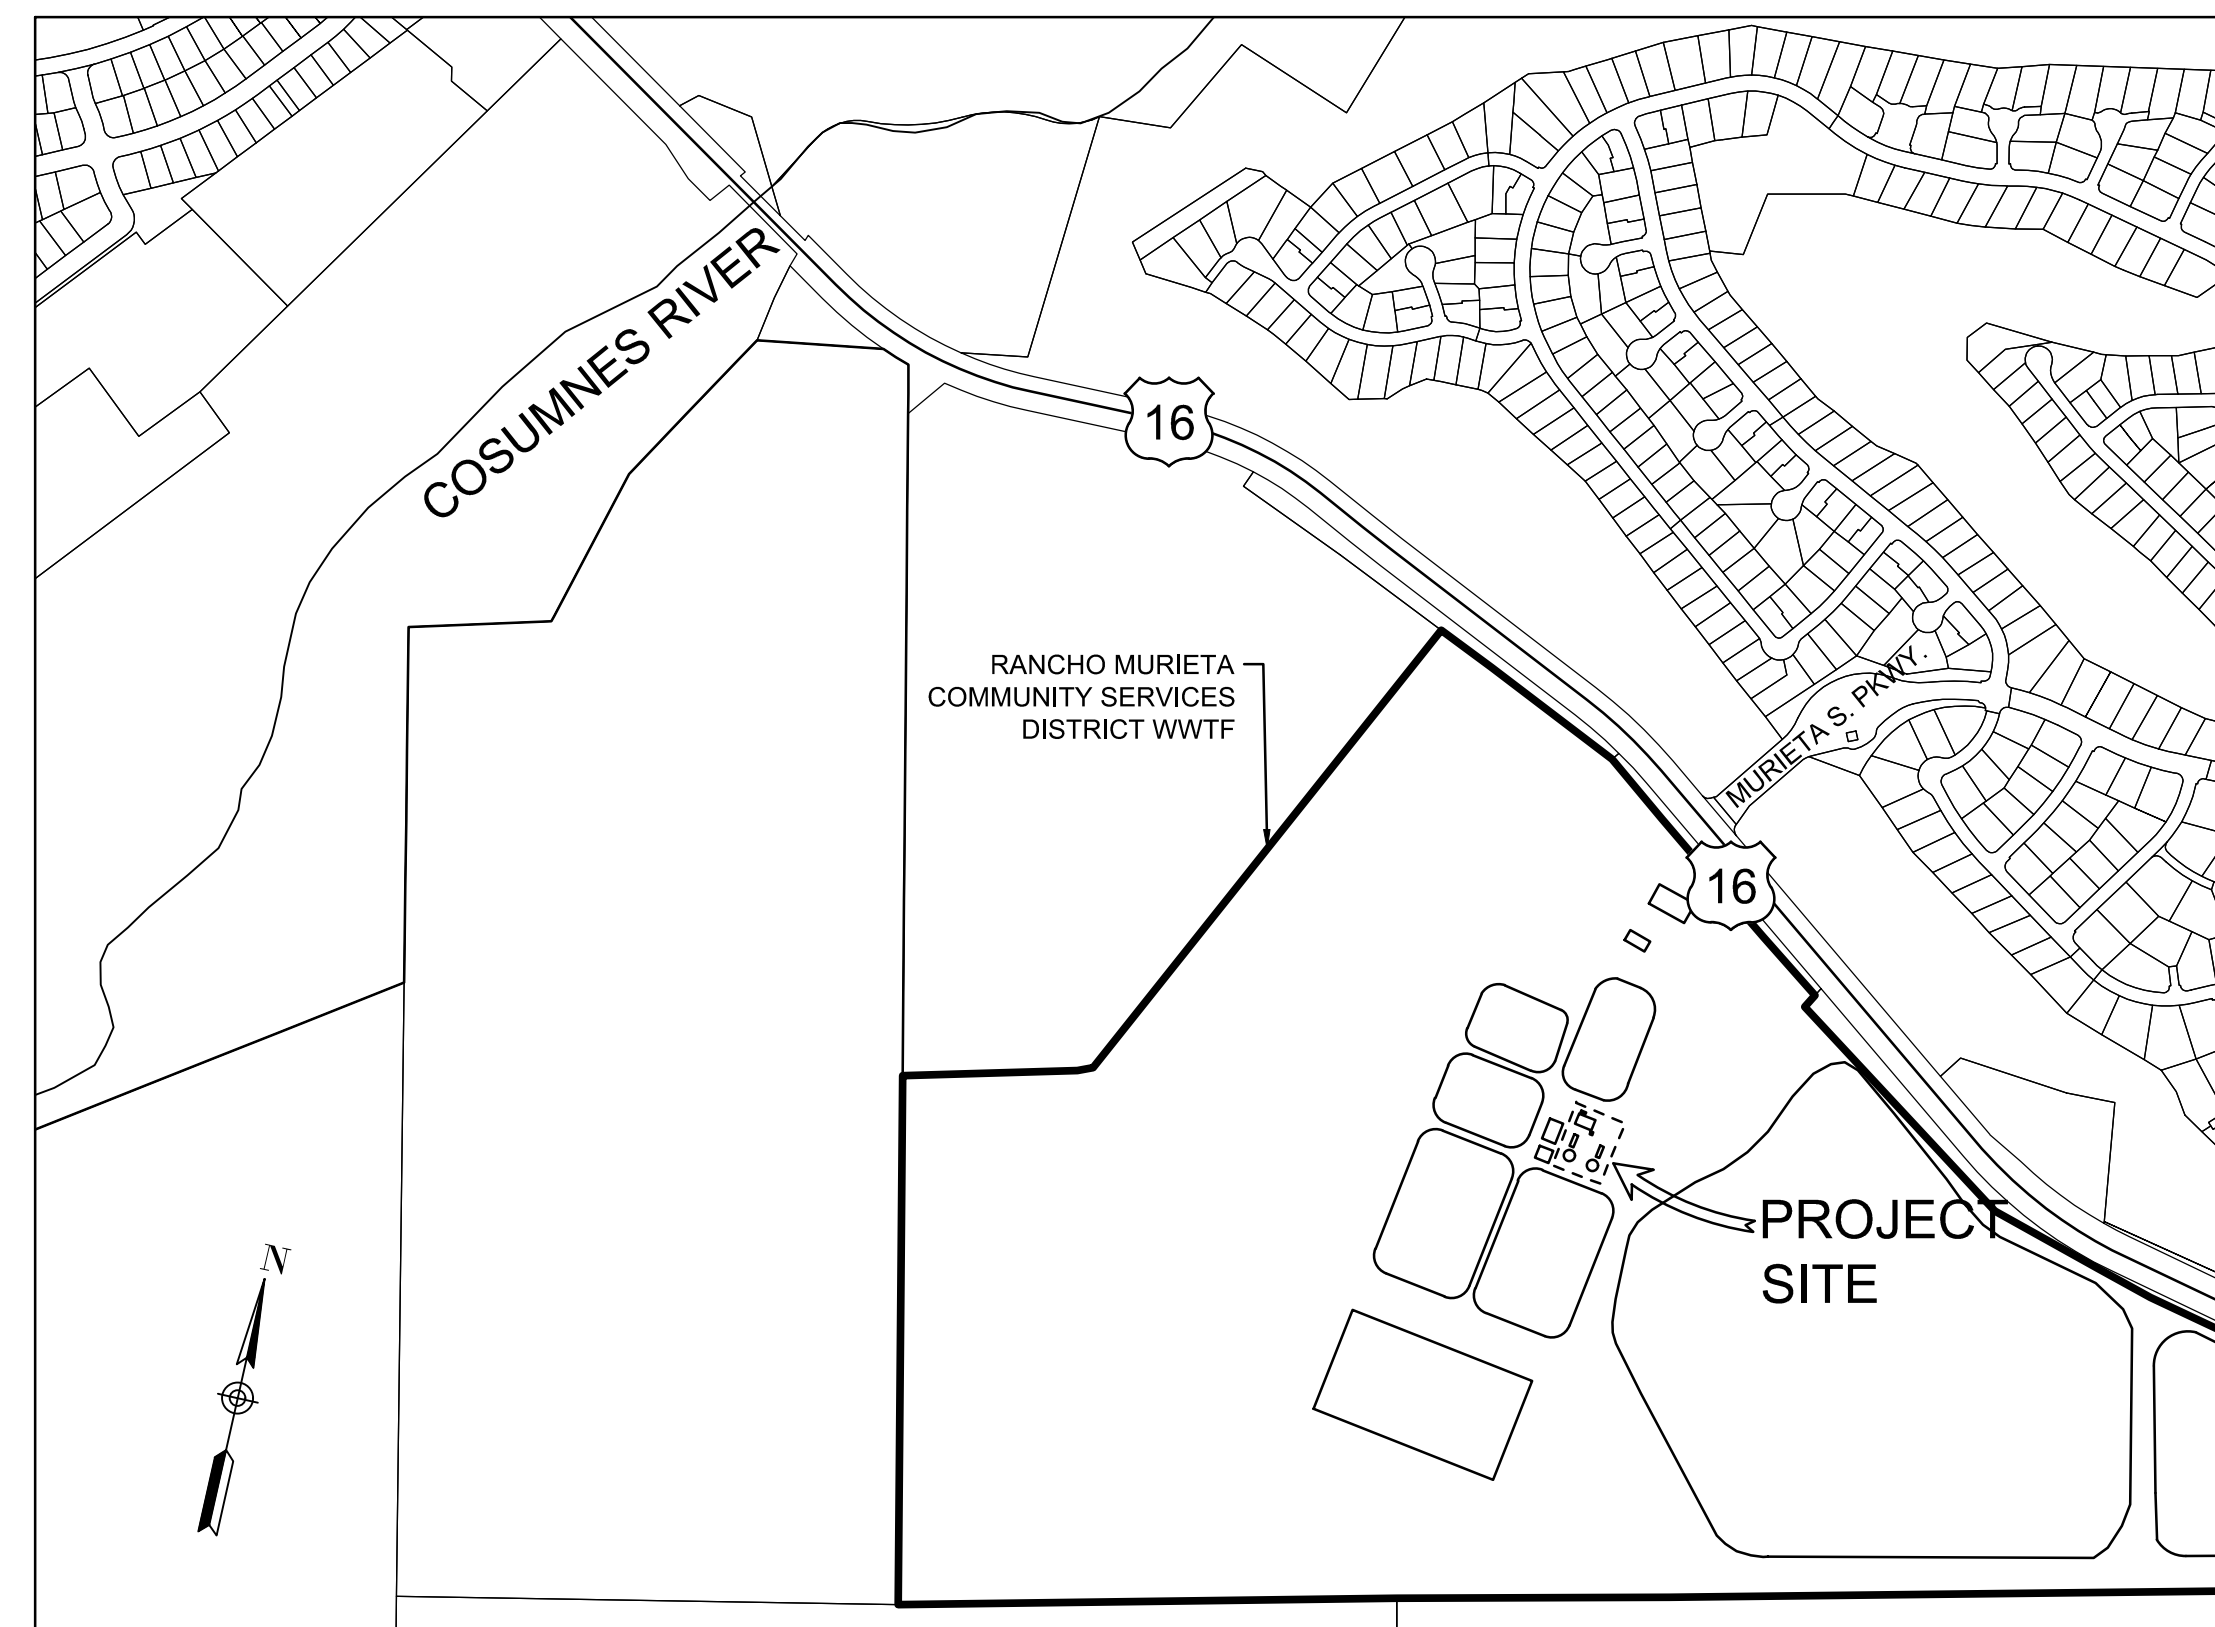 COSUMNES RIVER
16
RANCHO MURIETA
COMMUNITY SERVICES
DISTRICT WWTF
MURIETA S. PKWY.
16
PROJECT
SITE
N